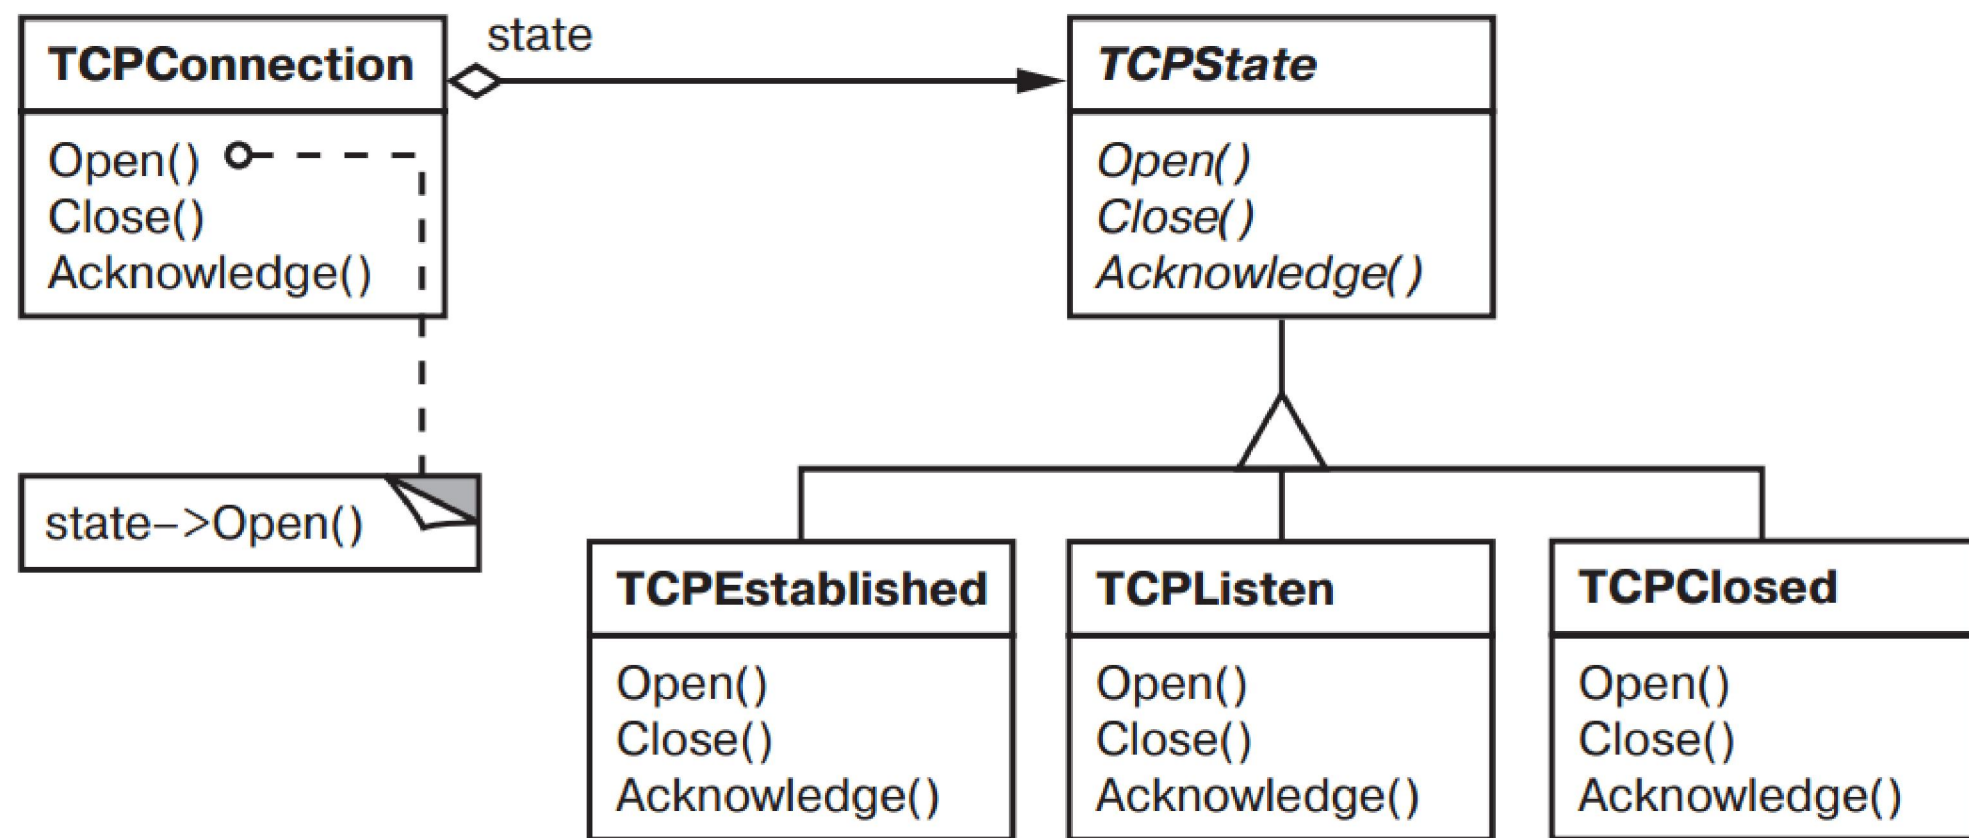 state
TCPConnection
Open()
Close()
Acknowledge()
state–>Open()
TCPState
Open()
Close()
Acknowledge()
TCPEstablished
Open()
Close()
Acknowledge()
TCPListen
Open()
Close()
Acknowledge()
TCPClosed
Open()
Close()
Acknowledge()